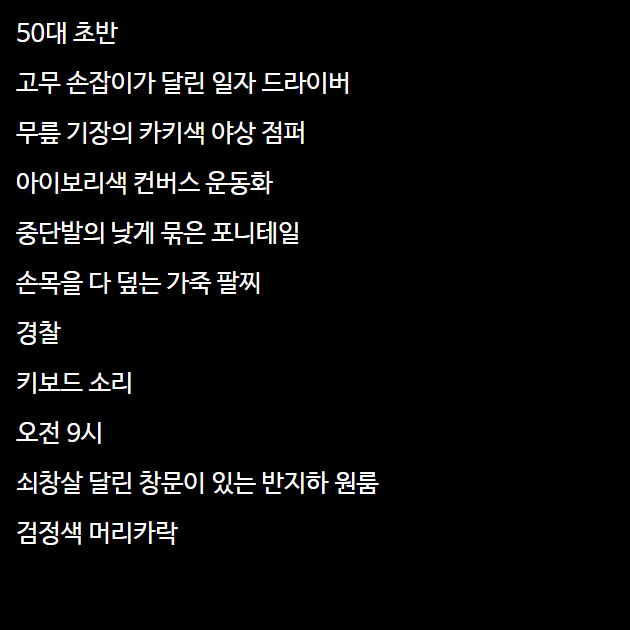 50대 초반
고무 손잡이가 달린 일자 드라이버
무릎 기장의 카키색 야상 점퍼
아이보리색 컨버스 운동화
중단발의 낮게 묶은 포니테일
손목을 다 덮는 가죽 팔찌
경찰
키보드 소리
오전 9시
쇠창살 달린 창문이 있는 반지하 원룸
검정색 머리카락